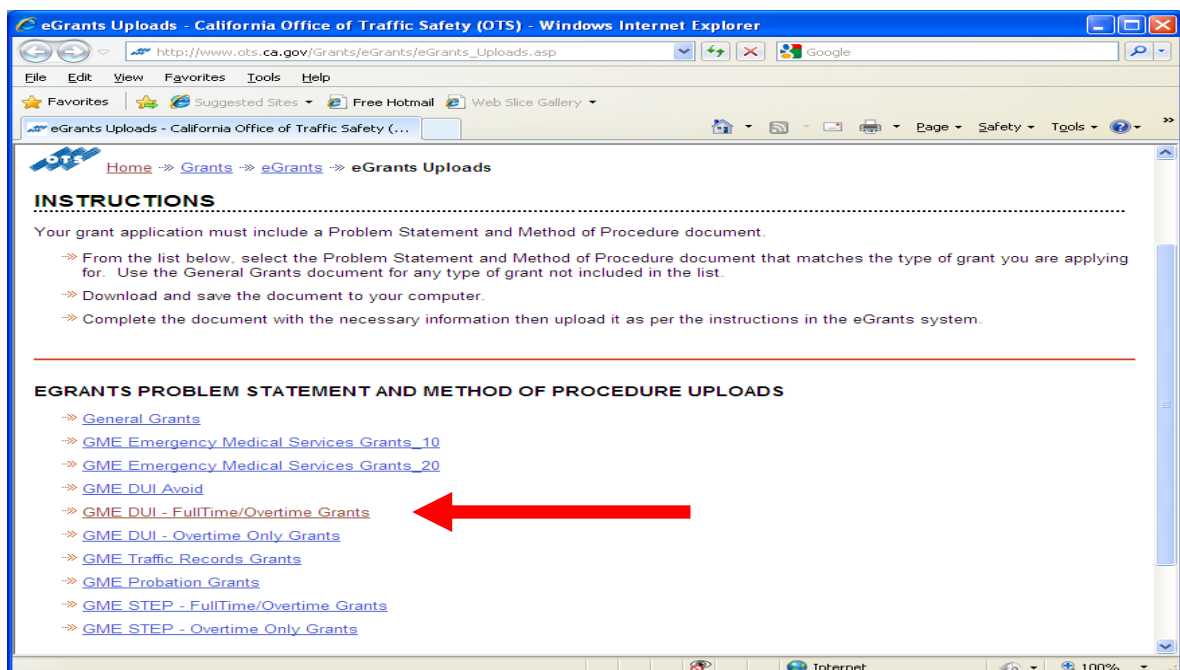 eGrants Uploads - California Office of Traffic Safety (OTS) - Windows Internet Explorer
http://www.ots.ca.gov/Grants/eGrants/eGrants_Uploads.asp Google
File Edit View Favorites Tools Help
Favorites Suggested Sites Free Hotmail Web Slice Gallery
eGrants Uploads - California Office of Traffic Safety (... Page Safety Tools »
OTS Home Grants eGrants eGrants Uploads
INSTRUCTIONS
Your grant application must include a Problem Statement and Method of Procedure document.
From the list below, select the Problem Statement and Method of Procedure document that matches the type of grant you are applying
for. Use the General Grants document for any type of grant not included in the list.
Download and save the document to your computer.
Complete the document with the necessary information then upload it as per the instructions in the eGrants system.
EGRANTS PROBLEM STATEMENT AND METHOD OF PROCEDURE UPLOADS
General Grants
GME Emergency Medical Services Grants_10
GME Emergency Medical Services Grants_20
GME DUI Avoid
GME DUI - FullTime/Overtime Grants
GME DUI - Overtime Only Grants
GME Traffic Records Grants
GME Probation Grants
GME STEP - FullTime/Overtime Grants
GME STEP - Overtime Only Grants
Internet 100%